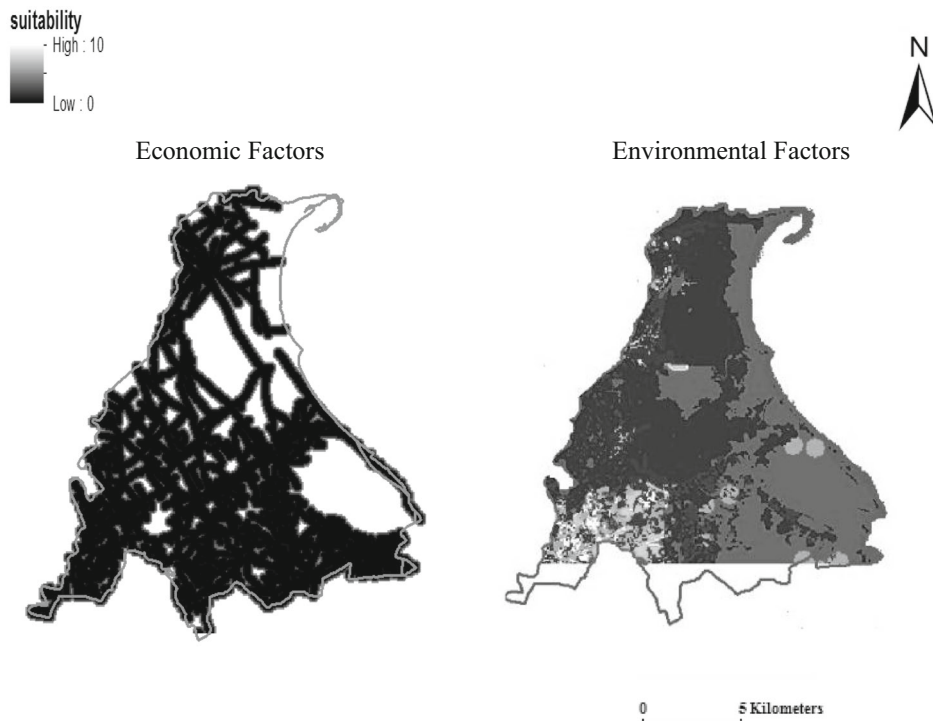 suitability
High : 10
Low : 0
N
Economic Factors
Environmental Factors
0
5 Kilometers